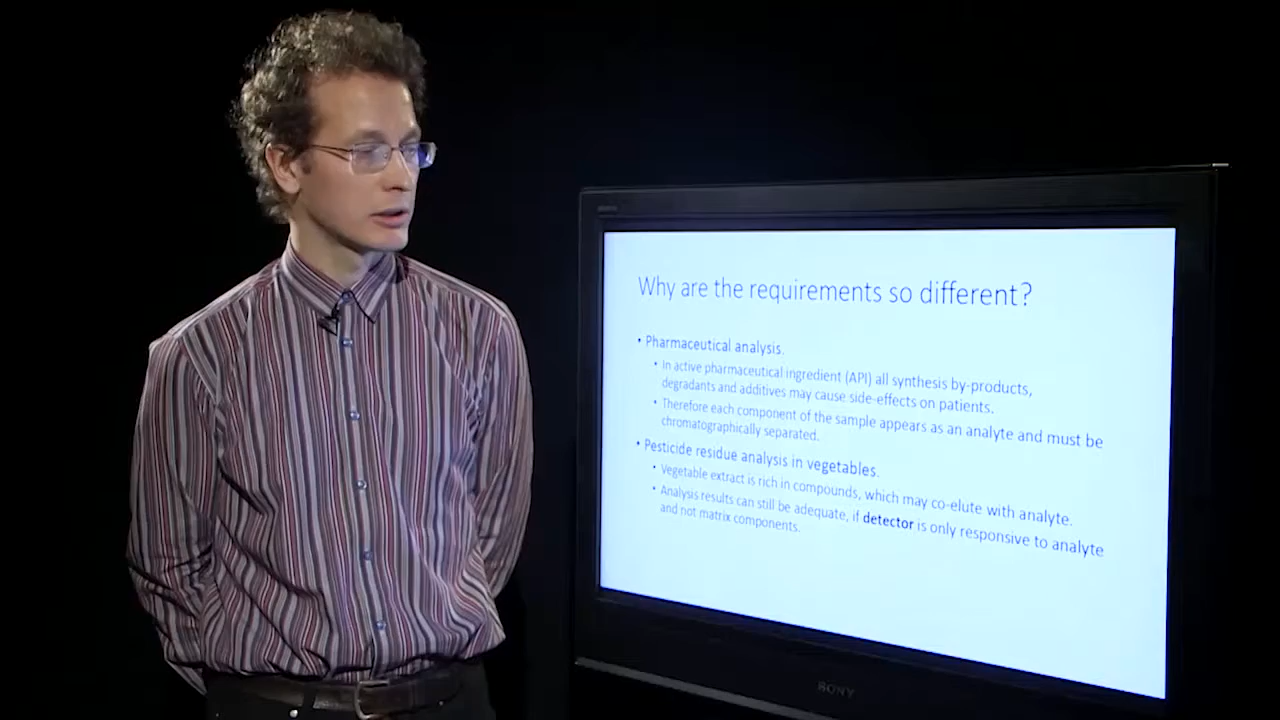 Why are the requirements so different?
• Pharmaceutical analysis.
• In active pharmaceutical ingredient (API) all synthesis by-products,
degradants and additives may cause side-effects on patients.
• Therefore each component of the sample appears as an analyte and must be
chromatographically separated.
• Pesticide residue analysis in vegetables.
• Vegetable extract is rich in compounds, which may co-elute with analyte.
• Analysis results can still be adequate, if detector is only responsive to analyte
and not matrix components.
SONY